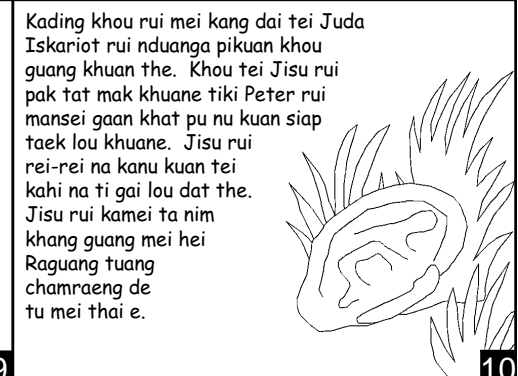 Kading khou rui mei kang dai tei Juda
Iskariot rui nduanga pikuan khou
guang khuan the. Khou tei Jisu rui
pak tat mak khuane tiki Peter rui
mansei gaan khat pu nu kuan siap
taek lou khuane. Jisu rui
rei-rei na kanu kuan tei
kahi na ti gai lou dat the.
Jisu rui kamei ta nim
khang guang mei hei
Raguang tuang
chamraeng de
tu mei thai e.
10